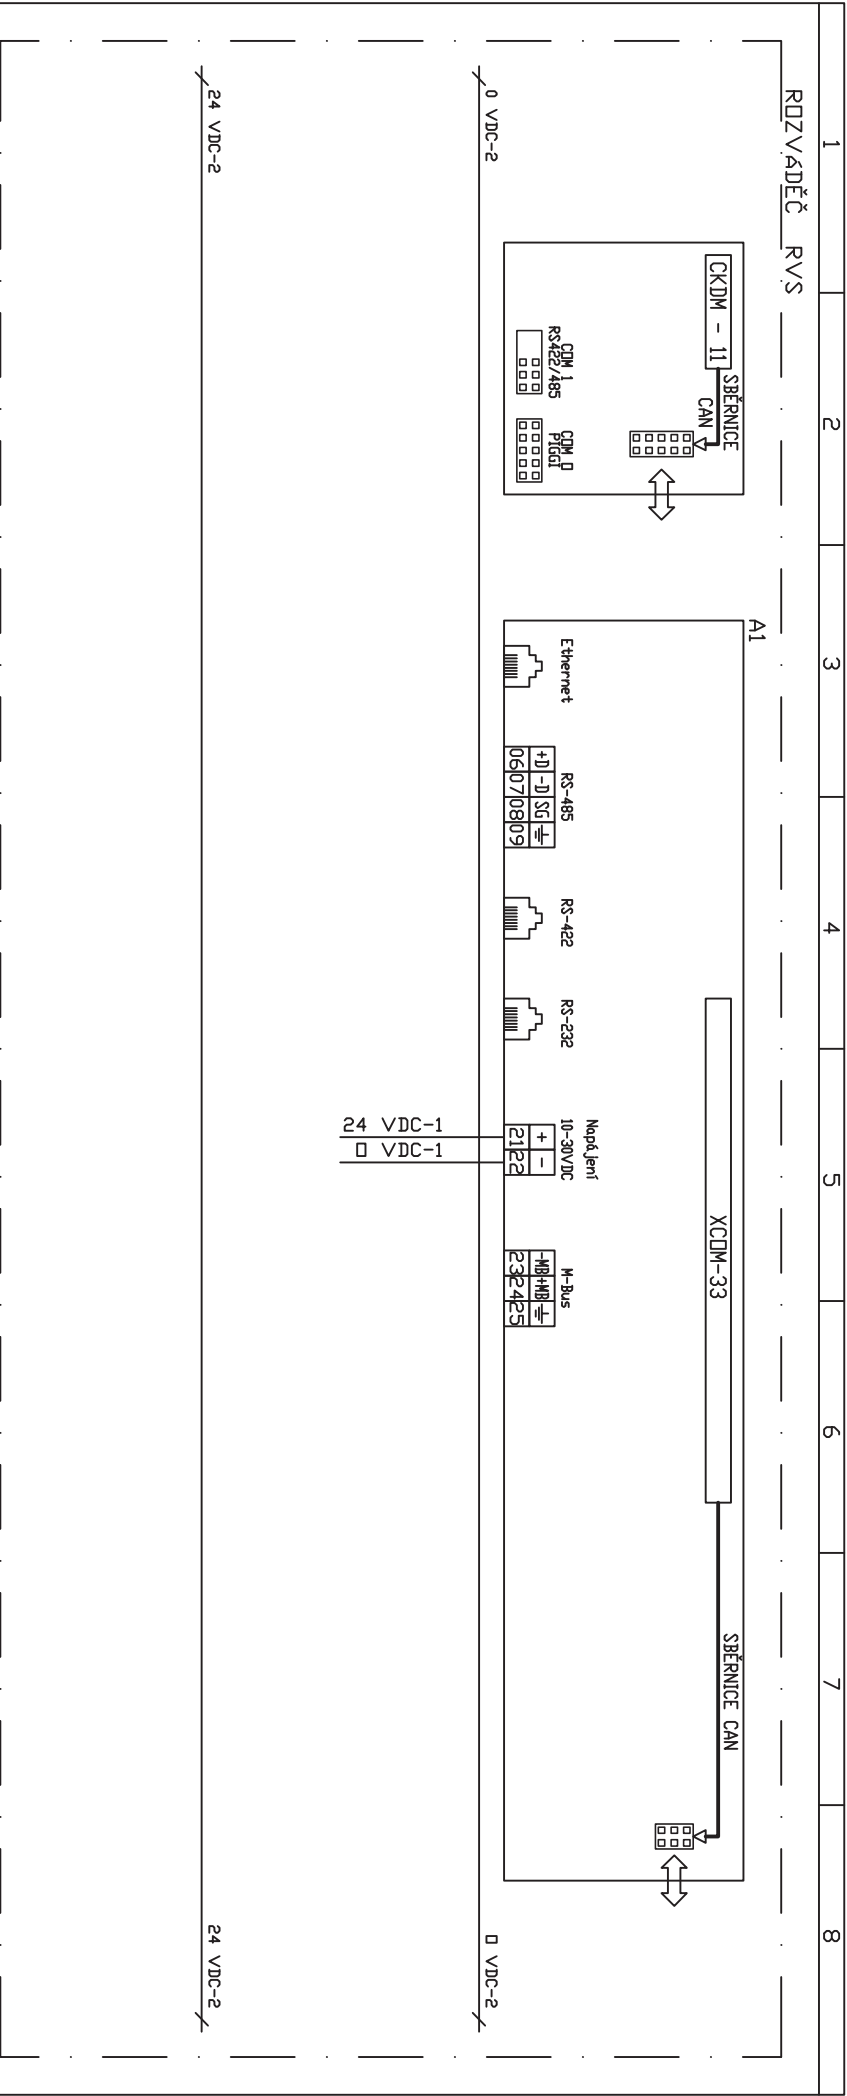 1
2
3
4
5
6
7
8
ROZVÁDĚČ RVS
A1
CKOM - 11
SBĚRNICE
CAN
COM 1
RS422/485
COM 0
PIGGI
XCOM-33
SBĚRNICE CAN
Ethernet
RS-485
+D -D SG
06 07 08 09
RS-422
RS-232
Napájení
10-30VDC
+ -
21 22
M-Bus
-MB +MB
23 24 25
24 VDC-1
0 VDC-1
0 VDC-2
0 VDC-2
24 VDC-2
24 VDC-2